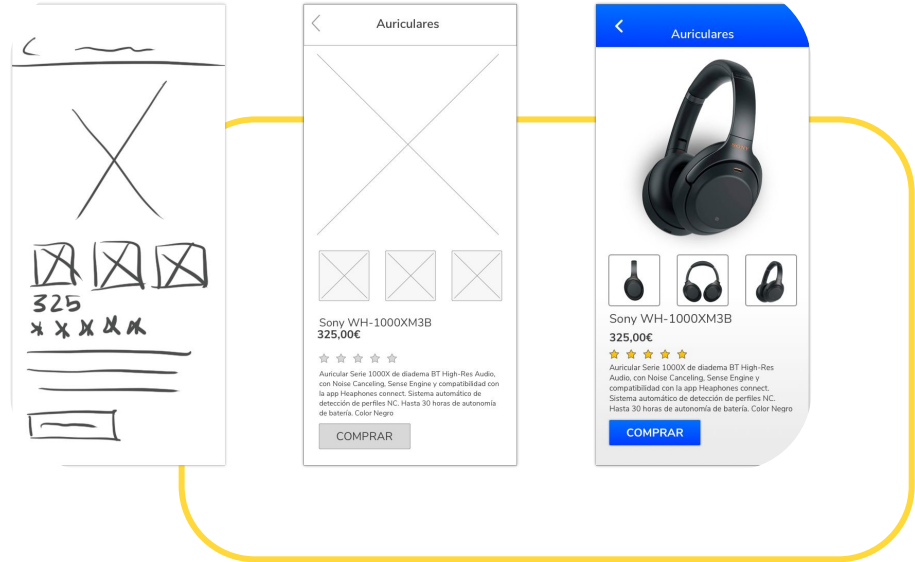 325
Auriculares
Sony WH-1000XM3B
325,00€
Auricular Serie 1000X de diadema BT High-Res Audio,
con Noise Canceling, Sense Engine y compatibilidad con
la app Heaphones connect. Sistema automático de
detección de perfiles NC. Hasta 30 horas de autonomía
de batería. Color Negro
COMPRAR
Auriculares
SONY
Sony WH-1000XM3B
325,00€
Auricular Serie 1000X de diadema BT High-Res
Audio, con Noise Canceling, Sense Engine y
compatibilidad con la app Heaphones connect.
Sistema automático de detección de perfiles NC.
Hasta 30 horas de autonomía de batería. Color Negro
COMPRAR